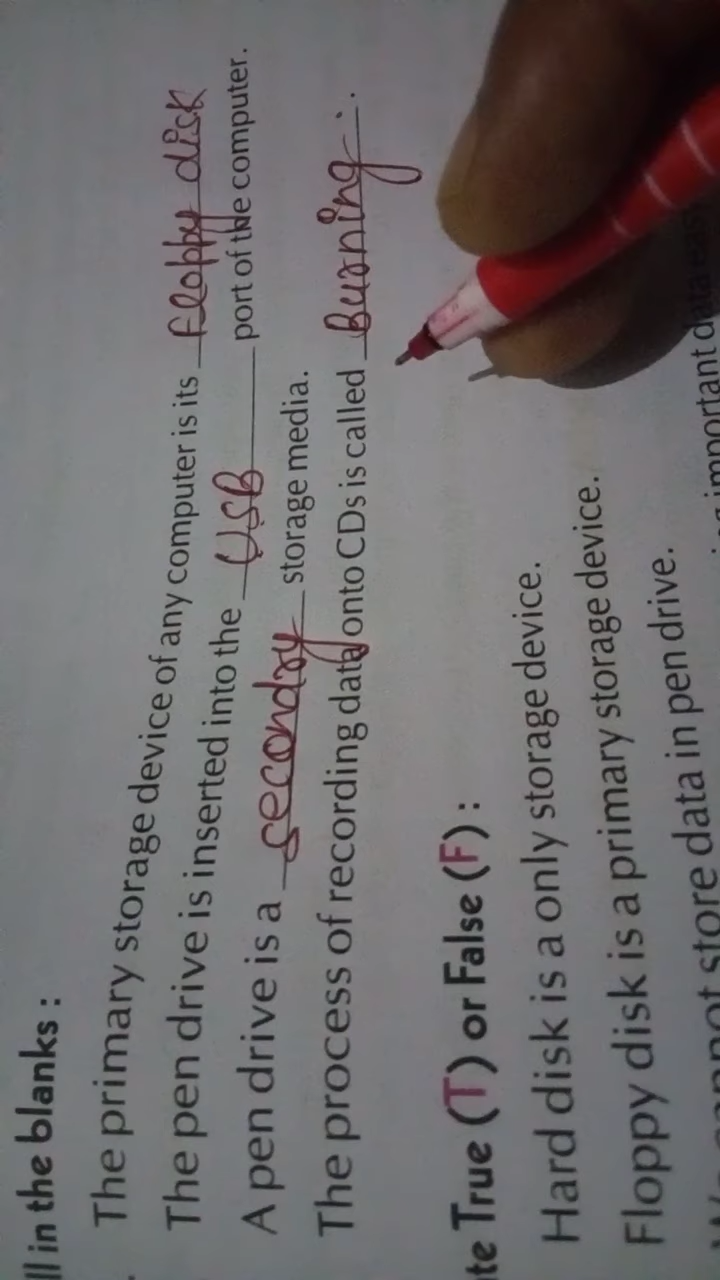 ll in the blanks :
The primary storage device of any computer is its floppy disk
The pen drive is inserted into the USB port of the computer.
A pen drive is a secondry storage media.
The process of recording data onto CDs is called Burning.
te True (T) or False (F) :
Hard disk is a only storage device.
Floppy disk is a primary storage device.
store data in pen drive.
important data